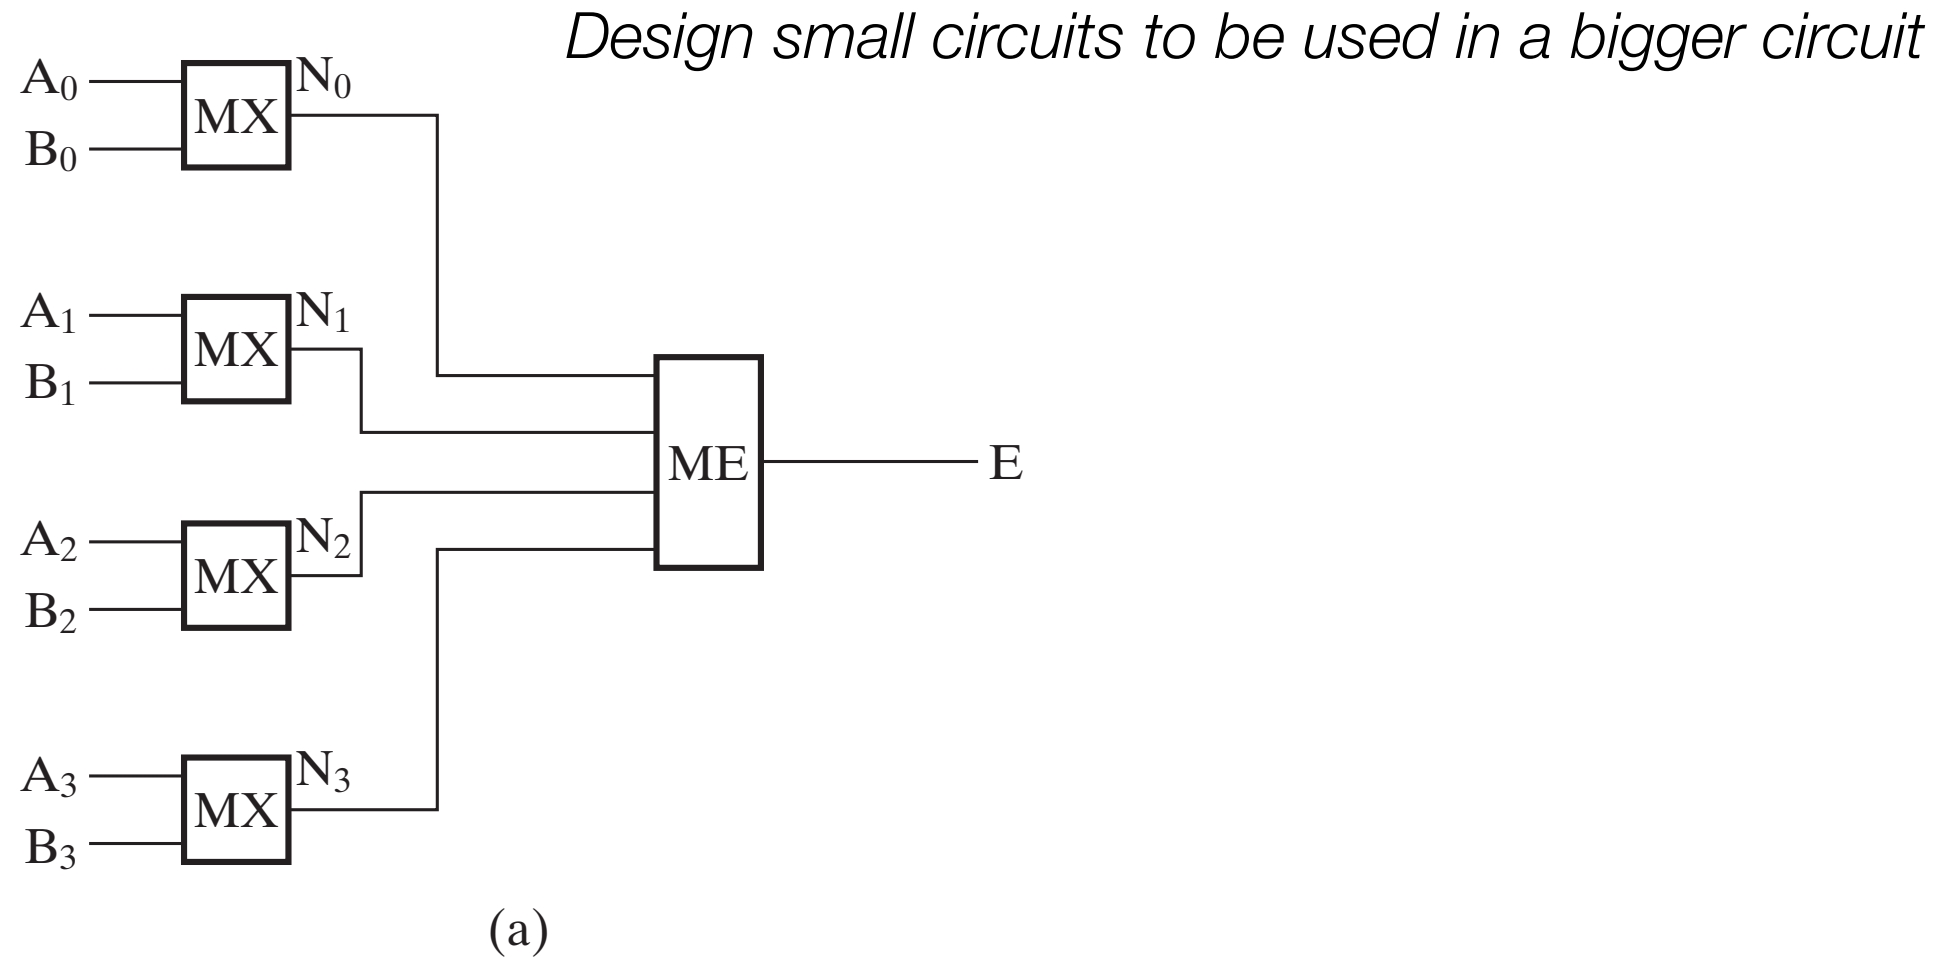 Design small circuits to be used in a bigger circuit
A₀
N₀
MX
B₀
A₁
N₁
MX
B₁
ME
E
A₂
N₂
MX
B₂
A₃
N₃
MX
B₃
(a)